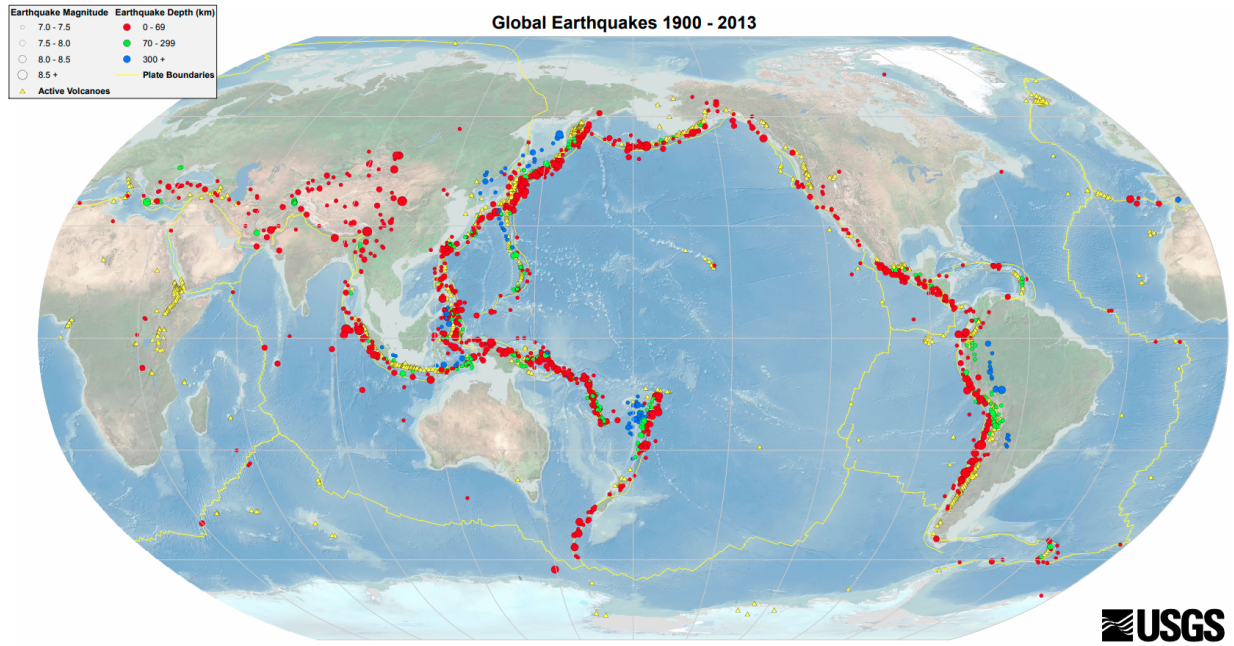 Global Earthquakes 1900 - 2013
Earthquake Magnitude
7.0 - 7.5
7.5 - 8.0
8.0 - 8.5
8.5 +
Active Volcanoes
Earthquake Depth (km)
0 - 69
70 - 299
300 +
Plate Boundaries
USGS